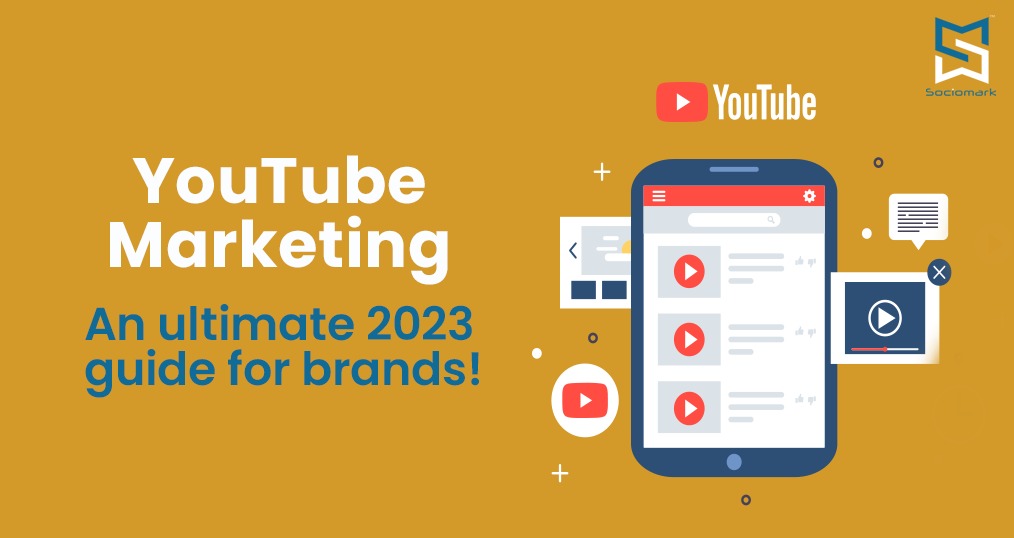 Sociomark
YouTube
YouTube
Marketing
An ultimate 2023
guide for brands!